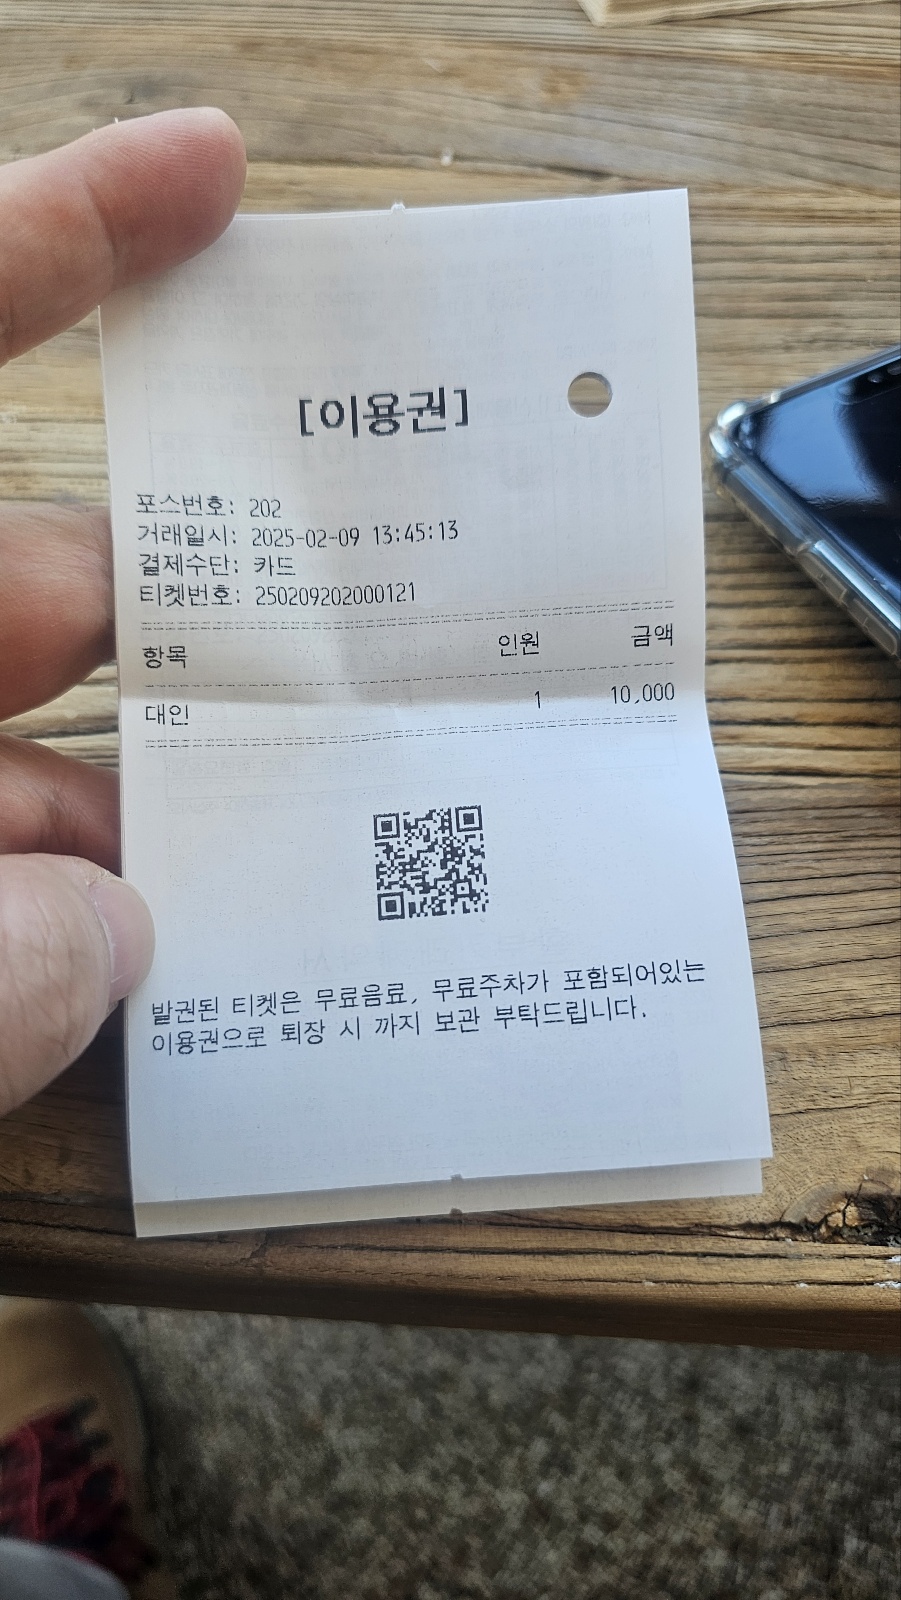 [이용권]
포스번호: 202
거래일시: 2025-02-09 13:45:13
결제수단: 카드
티켓번호: 250209202000121
항목 인원 금액
대인 1 10,000
발권된 티켓은 무료음료, 무료주차가 포함되어있는
이용권으로 퇴장 시 까지 보관 부탁드립니다.